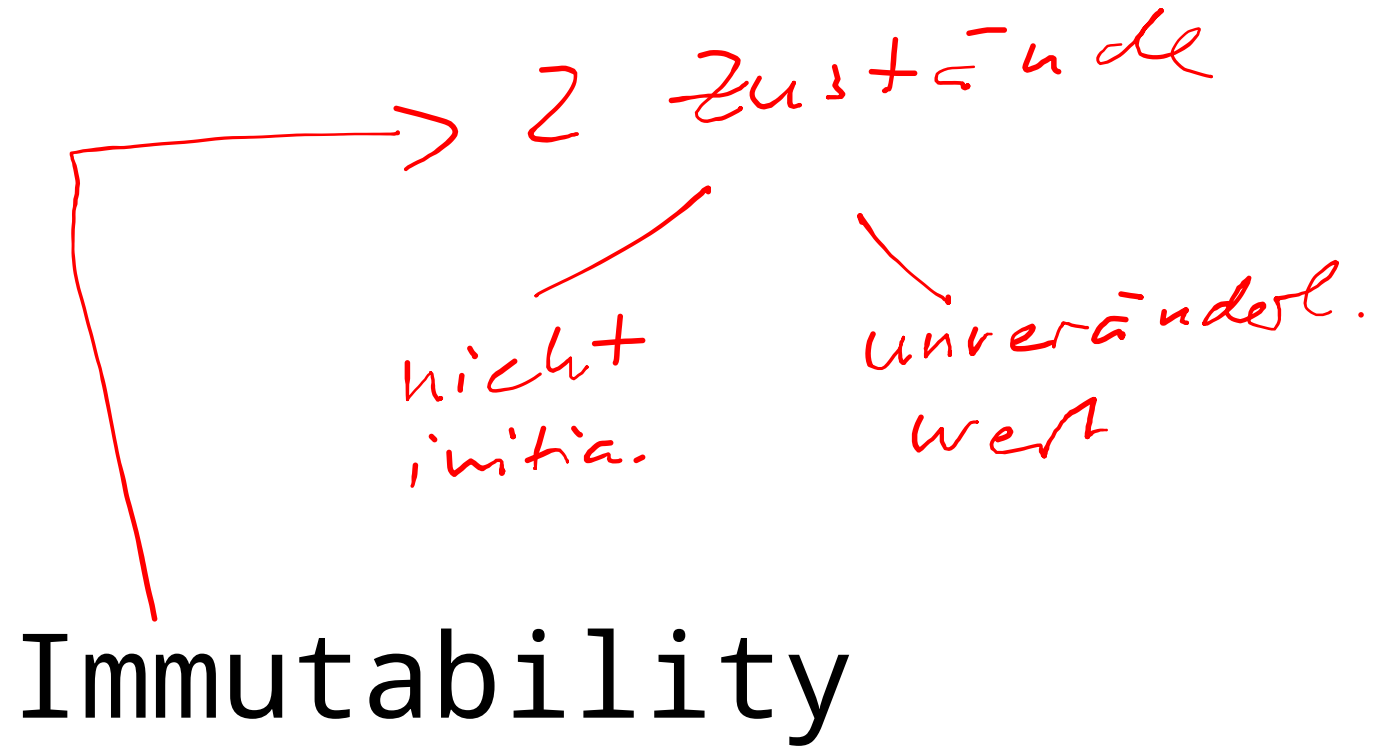 2 Zustände
nicht
initia.
unveränderl.
Wert
Immutability